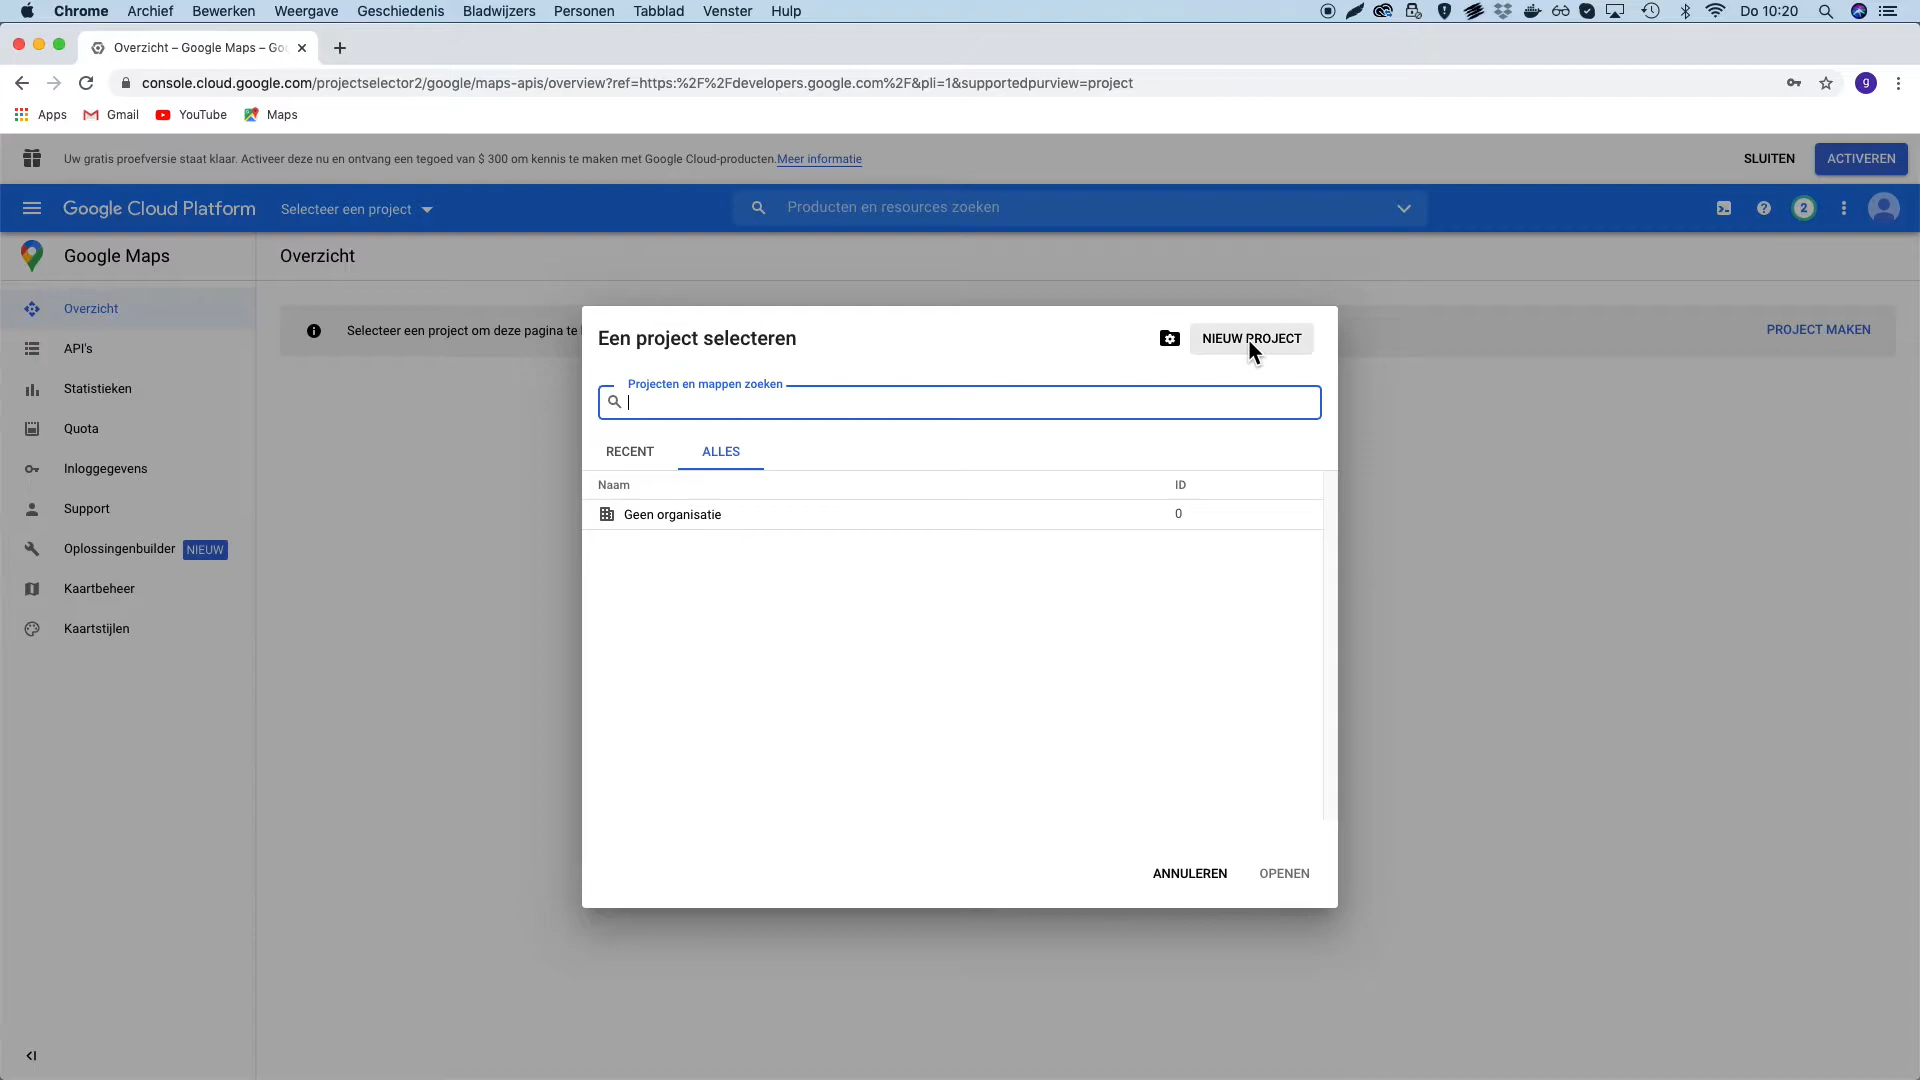 Chrome Archief Bewerken Weergave Geschiedenis Bladwijzers Personen Tabblad Venster Hulp Do 10:20
Overzicht – Google Maps – Goo
console.cloud.google.com/projectselector2/google/maps-apis/overview?ref=https:%2F%2Fdevelopers.google.com%2F&pli=1&supportedpurview=project g
Apps Gmail YouTube Maps
Uw gratis proefversie staat klaar. Activeer deze nu en ontvang een tegoed van $ 300 om kennis te maken met Google Cloud-producten. Meer informatie SLUITEN ACTIVEREN
Google Cloud Platform Selecteer een project Producten en resources zoeken 2
Google Maps Overzicht
Overzicht
API's
Statistieken
Quota
Inloggegevens
Support
Oplossingenbuilder NIEUW
Kaartbeheer
Kaartstijlen
Selecteer een project om deze pagina te PROJECT MAKEN
Een project selecteren NIEUW PROJECT
Projecten en mappen zoeken
RECENT ALLES
Naam ID
Geen organisatie 0
ANNULEREN OPENEN